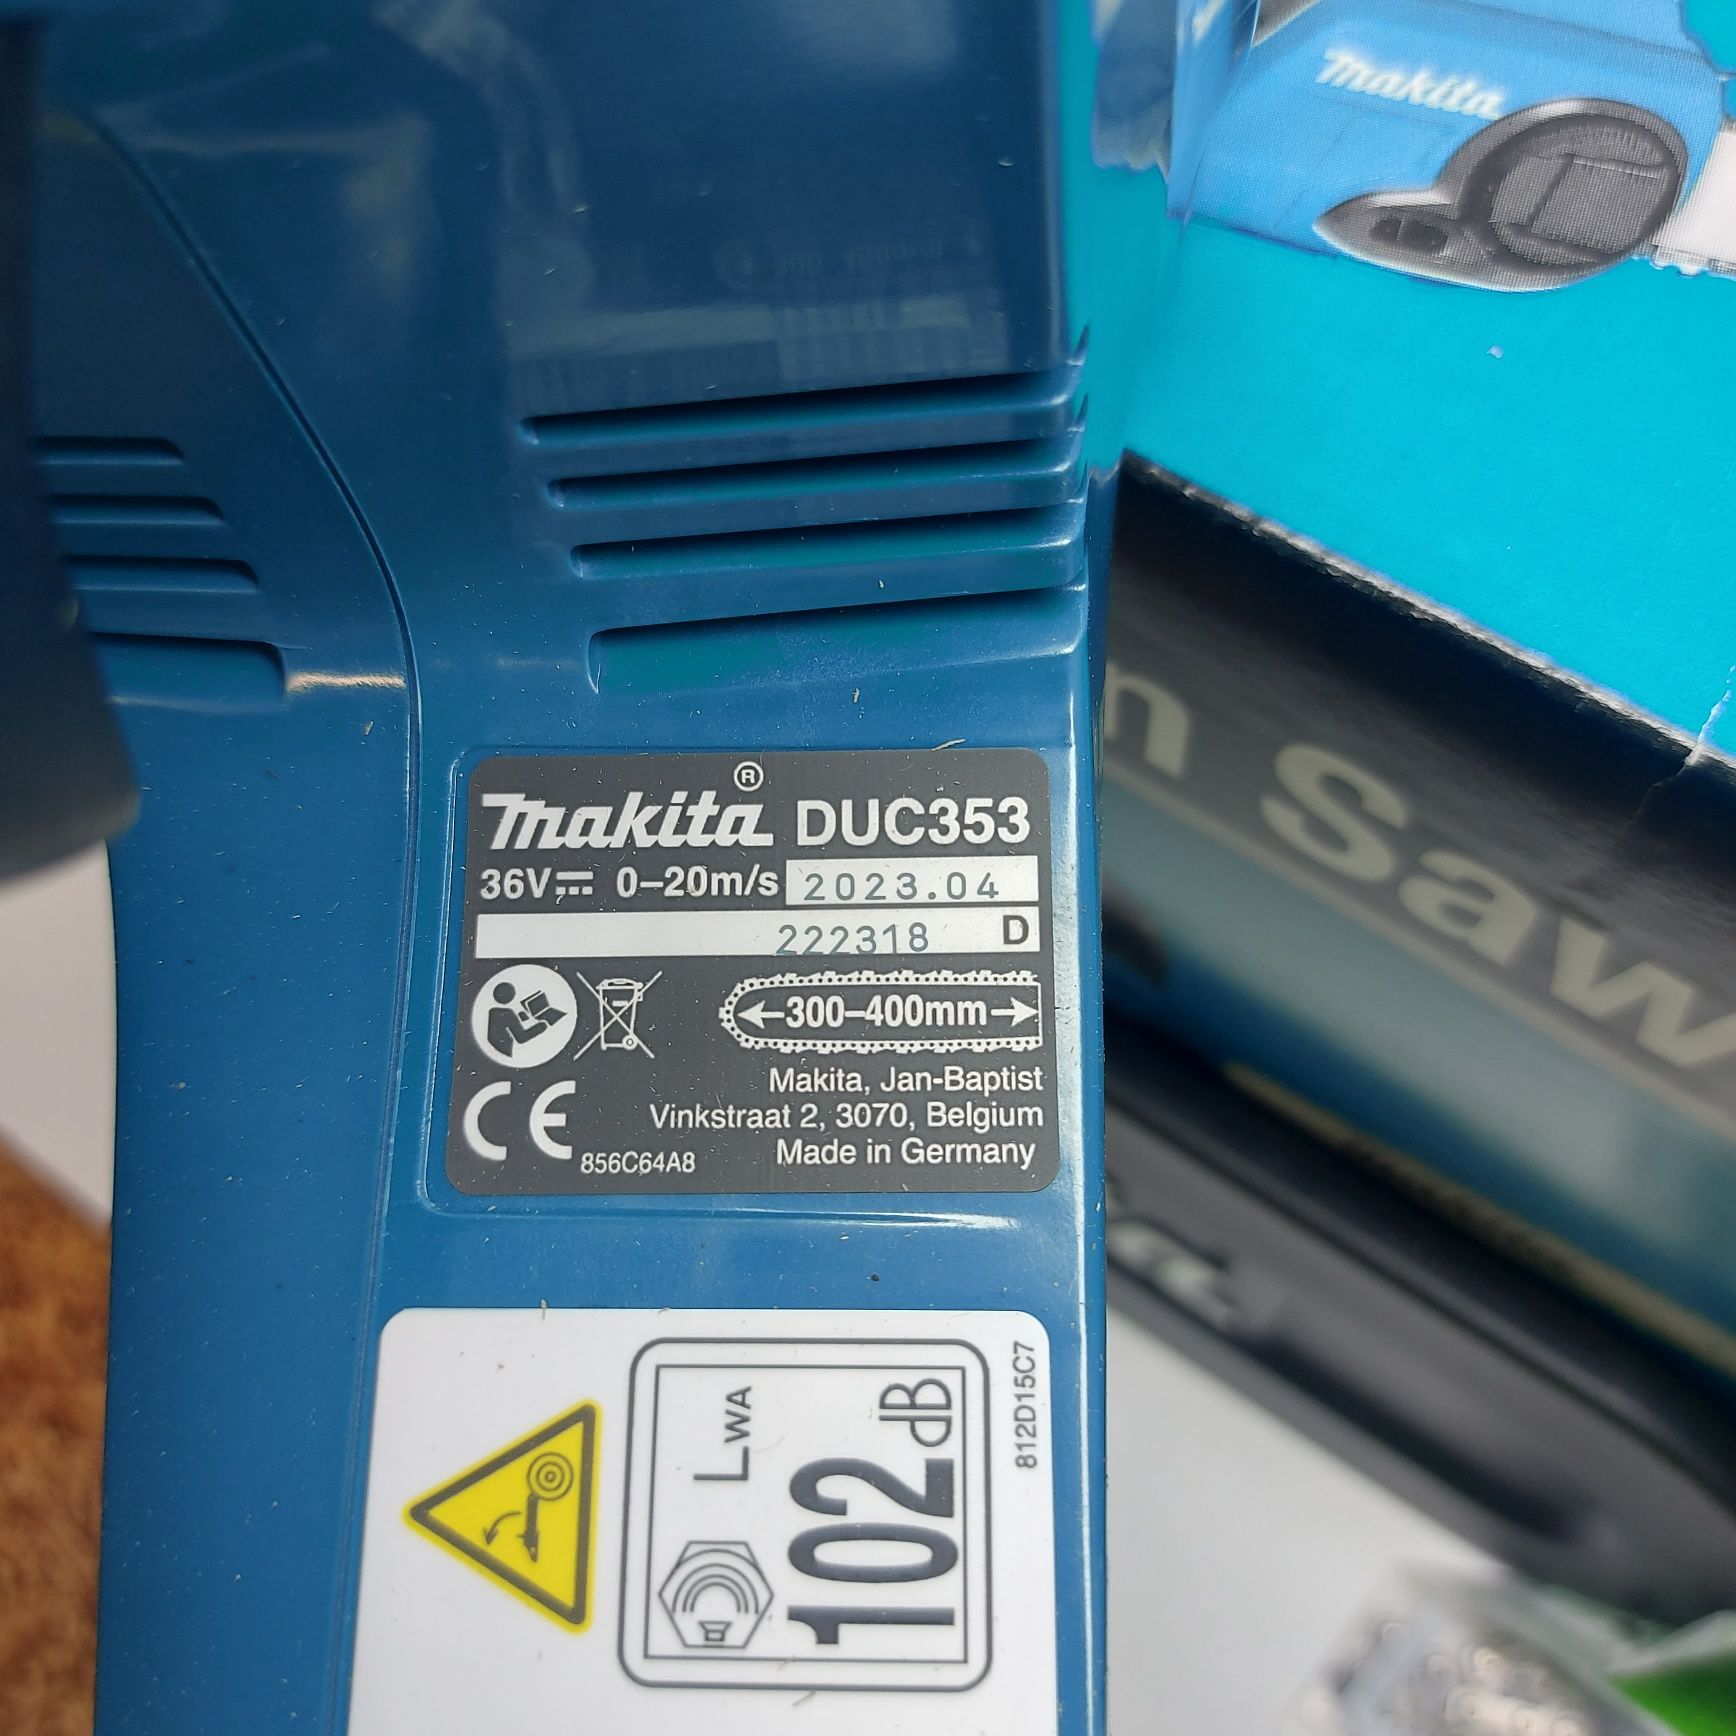 Makita
Makita® DUC353
36V⎓ 0–20m/s 2023.04
222318 D
300–400mm
Makita, Jan-Baptist
Vinkstraat 2, 3070, Belgium
CE 856C64A8 Made in Germany
n Saw
LWA
102 dB
812D15C7